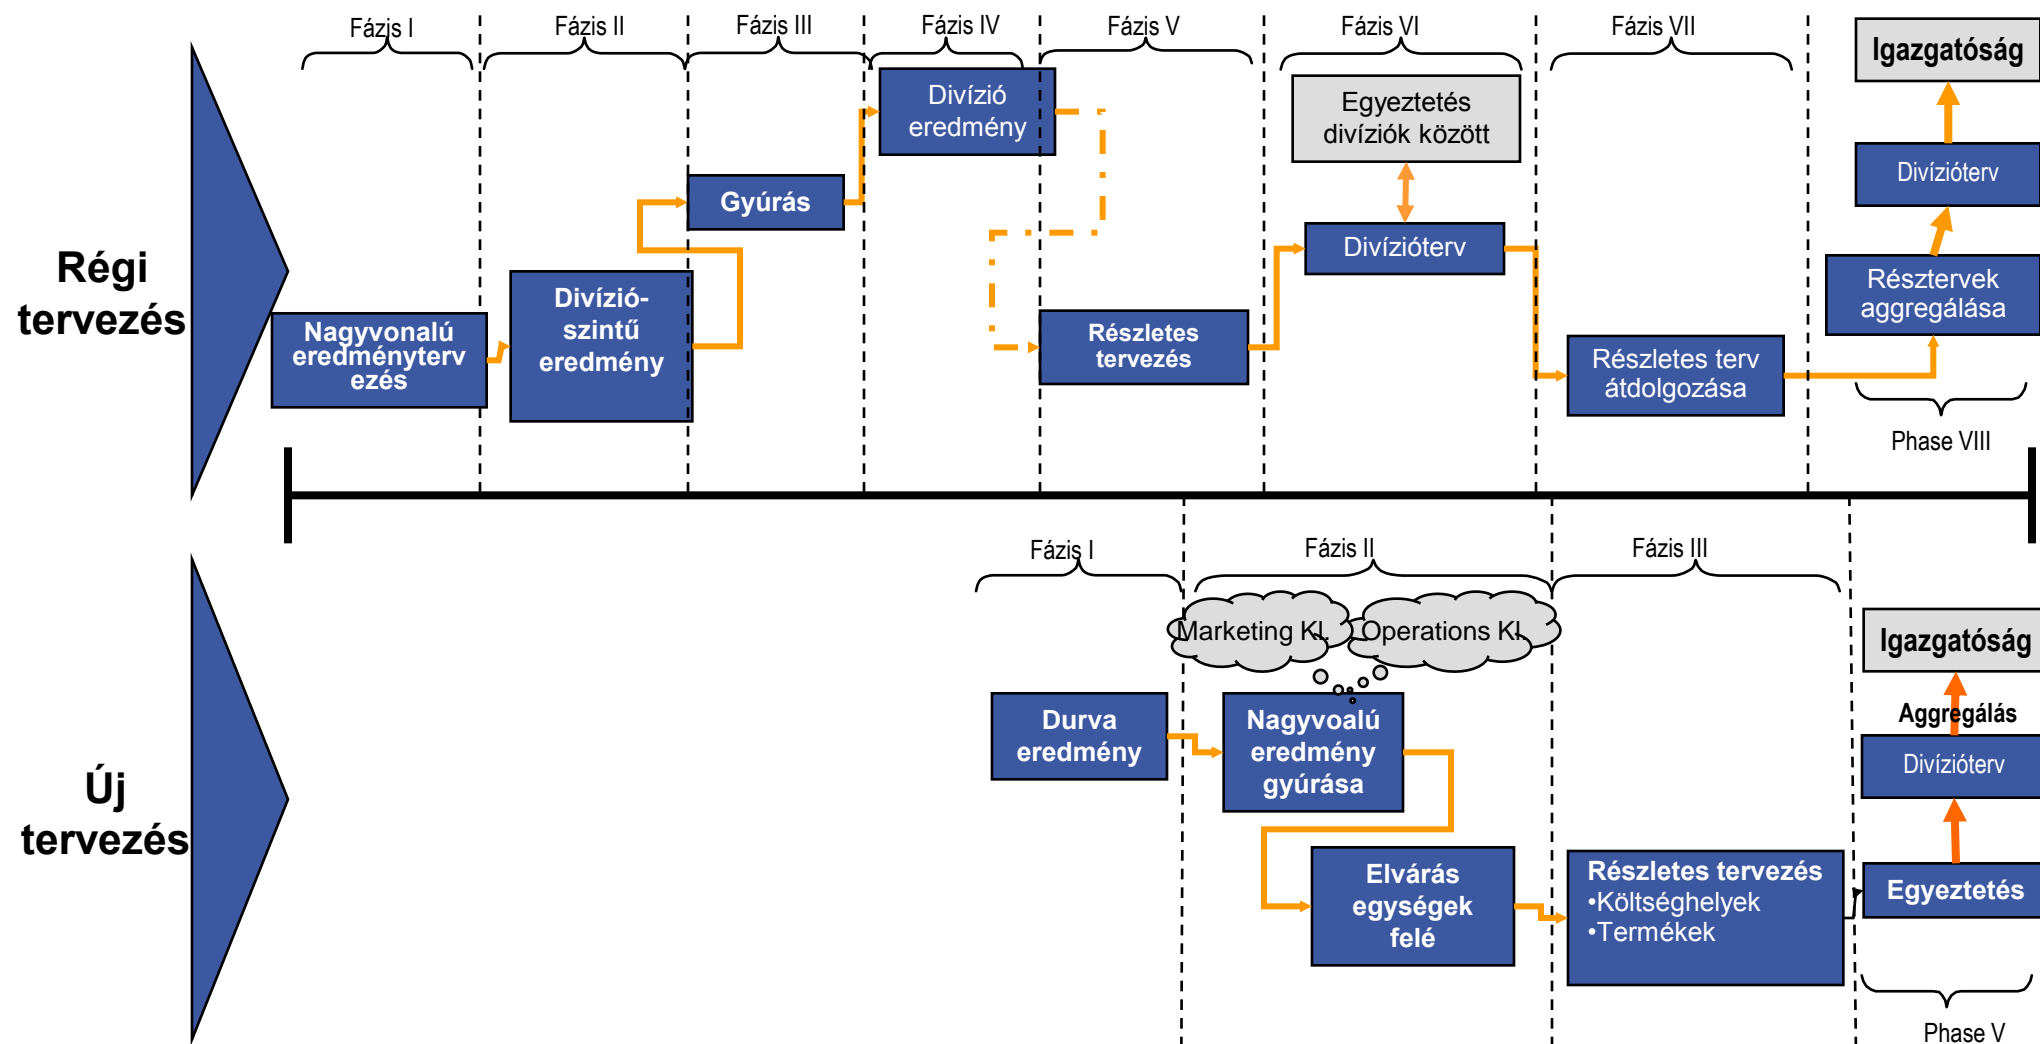 Fázis I
Fázis II
Fázis III
Fázis IV
Fázis V
Fázis VI
Fázis VII
Régi
tervezés
Nagyvonalú
eredményterv
ezés
Divízió-
szintű
eredmény
Gyúrás
Divízió
eredmény
Részletes
tervezés
Egyeztetés
divíziók között
Divízióterv
Részletes terv
átdolgozása
Igazgatóság
Divízióterv
Résztervek
aggregálása
Phase VIII
Fázis I
Fázis II
Fázis III
Új
tervezés
Marketing Kl.
Operations Kl.
Durva
eredmény
Nagyvoalú
eredmény
gyúrása
Elvárás
egységek
felé
Részletes tervezés
•Költséghelyek
•Termékek
Igazgatóság
Aggregálás
Divízióterv
Egyeztetés
Phase V